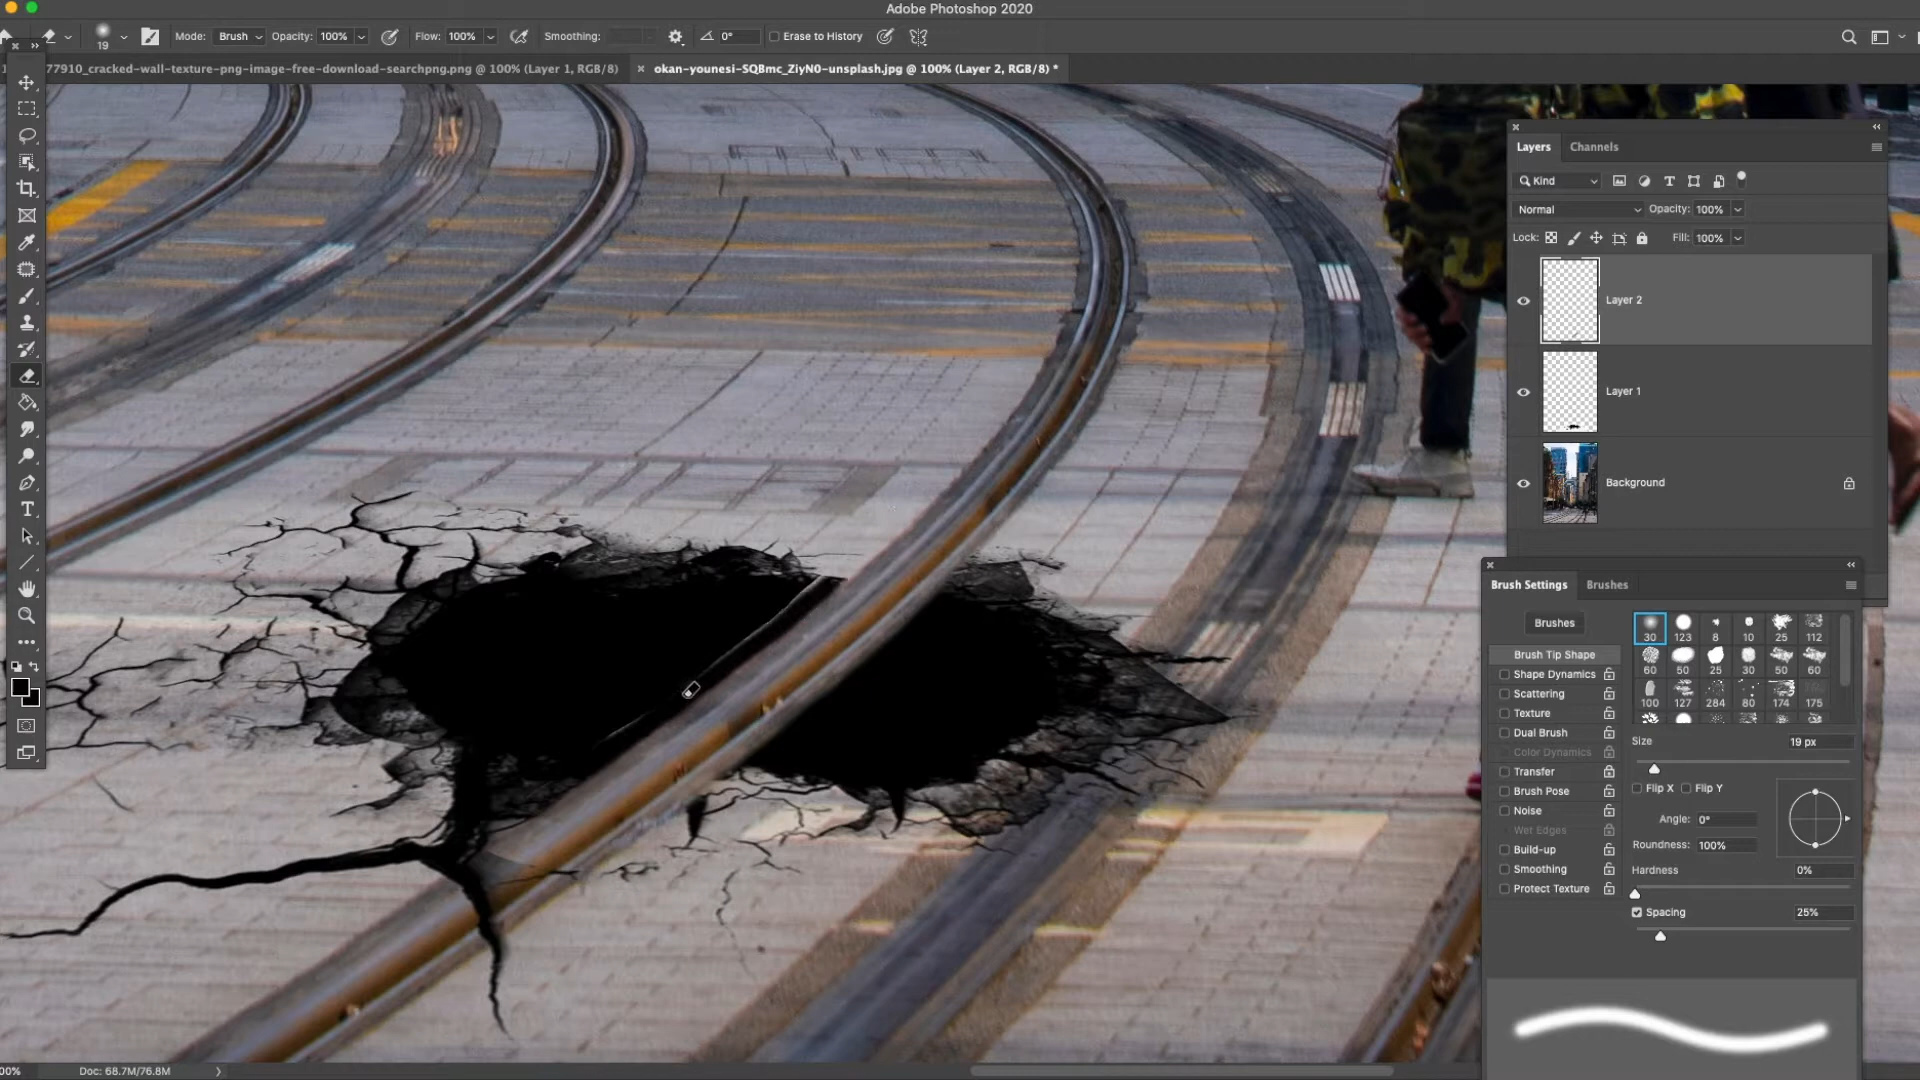 Adobe Photoshop 2020
19
Mode: Brush Opacity: 100% Flow: 100% Smoothing: 0° Erase to History
77910_cracked-wall-texture-png-image-free-download-searchpng.png @ 100% (Layer 1, RGB/8)
okan-younesi-SQBmc_ZiyN0-unsplash.jpg @ 100% (Layer 2, RGB/8) *
Layers Channels
Kind
Normal Opacity: 100%
Lock: Fill: 100%
Layer 2
Layer 1
Background
Brush Settings Brushes
Brushes
Brush Tip Shape
Shape Dynamics
Scattering
Texture
Dual Brush
Color Dynamics
Transfer
Brush Pose
Noise
Wet Edges
Build-up
Smoothing
Protect Texture
30 123 8 10 25 112
60 50 25 30 50 60
100 127 284 80 174 175
Size 19 px
Flip X Flip Y
Angle: 0°
Roundness: 100%
Hardness 0%
Spacing 25%
00% Doc: 68.7M/76.8M